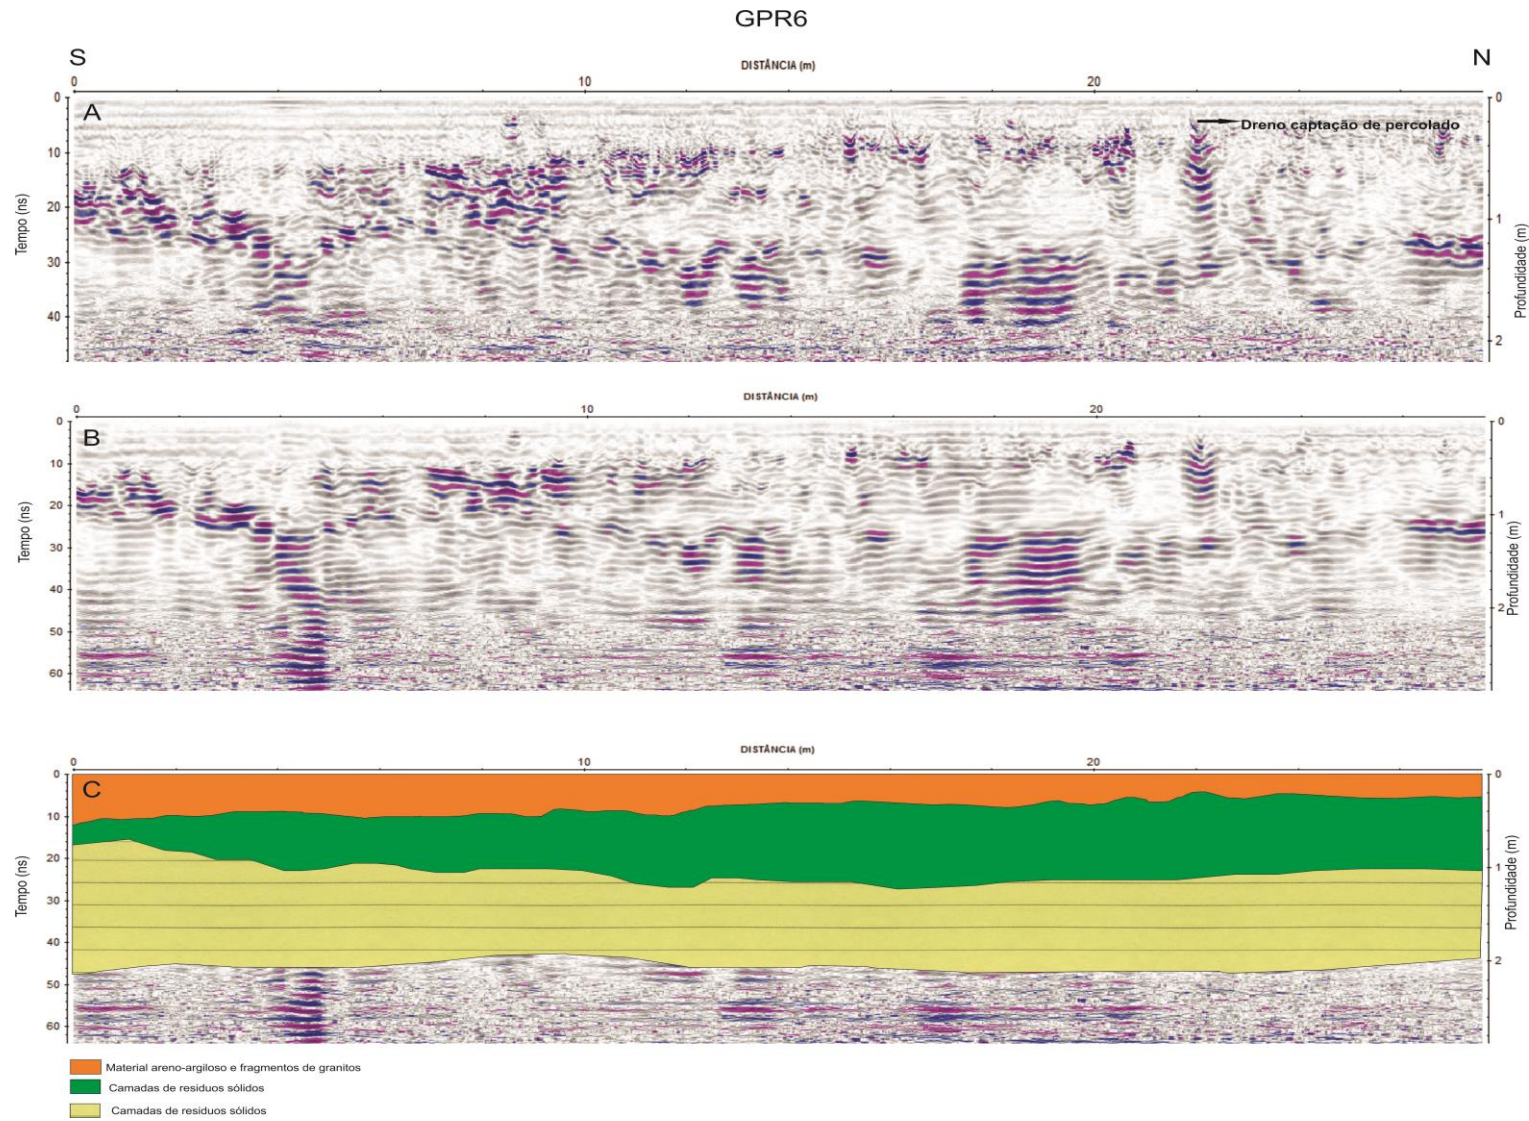 GPR6
S
N
DISTÂNCIA (m)
0 10 20
A
Dreno captação de percolado
Tempo (ns)
0
10
20
30
40
Profundidade (m)
0
1
2
DISTÂNCIA (m)
0 10 20
B
Tempo (ns)
0
10
20
30
40
50
60
Profundidade (m)
0
1
2
DISTÂNCIA (m)
0 10 20
C
Tempo (ns)
0
10
20
30
40
50
60
Profundidade (m)
0
1
2
Material areno-argiloso e fragmentos de granitos
Camadas de residuos sólidos
Camadas de residuos sólidos